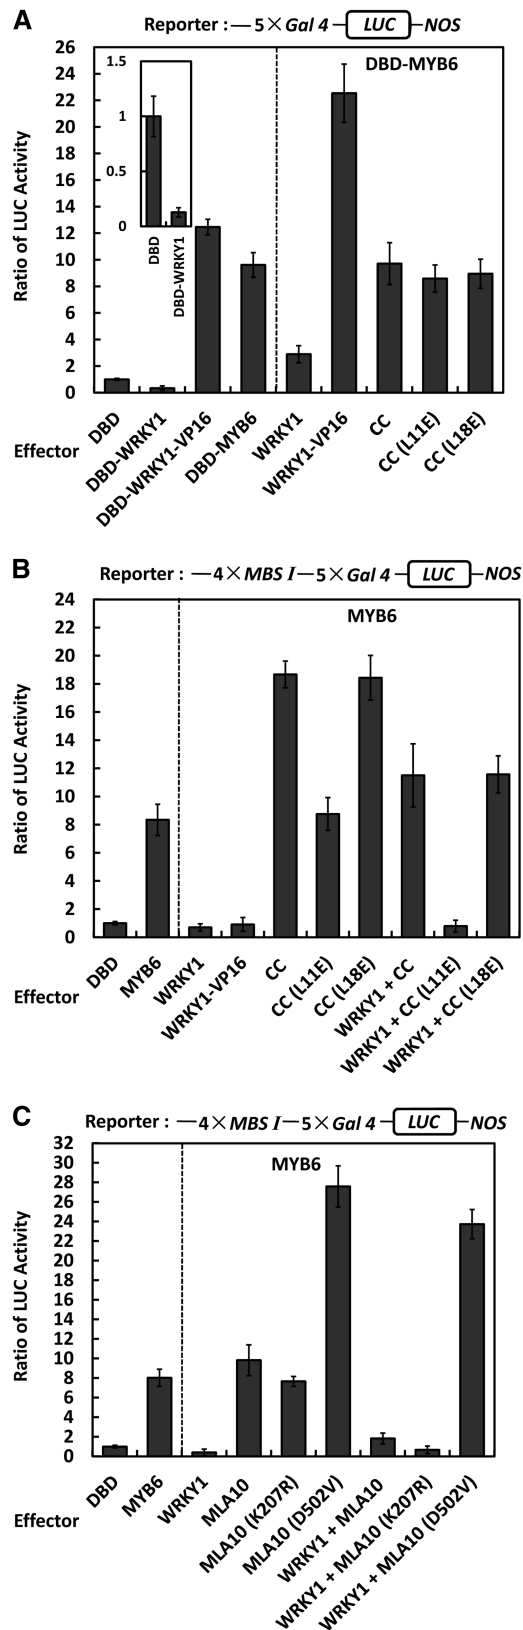 A
Reporter : 5×Gal 4 LUC NOS
Ratio of LUC Activity
26
24
22
20
18
16
14
12
10
8
6
4
2
0
1.5
1
0.5
0
DBD
DBD-WRKY1
DBD-MYB6
Effector
DBD
DBD-WRKY1
DBD-WRKY1-VP16
DBD-MYB6
WRKY1
WRKY1-VP16
CC
CC (L11E)
CC (L18E)
B
Reporter : 4×MBS I 5×Gal 4 LUC NOS
Ratio of LUC Activity
24
22
20
18
16
14
12
10
8
6
4
2
0
MYB6
Effector
DBD
MYB6
WRKY1
WRKY1-VP16
CC
CC (L11E)
CC (L18E)
WRKY1 + CC
WRKY1 + CC (L11E)
WRKY1 + CC (L18E)
C
Reporter : 4×MBS I 5×Gal 4 LUC NOS
Ratio of LUC Activity
32
30
28
26
24
22
20
18
16
14
12
10
8
6
4
2
0
MYB6
Effector
DBD
MYB6
WRKY1
MLA10
MLA10 (K207R)
MLA10 (D502V)
WRKY1 + MLA10
WRKY1 + MLA10 (K207R)
WRKY1 + MLA10 (D502V)